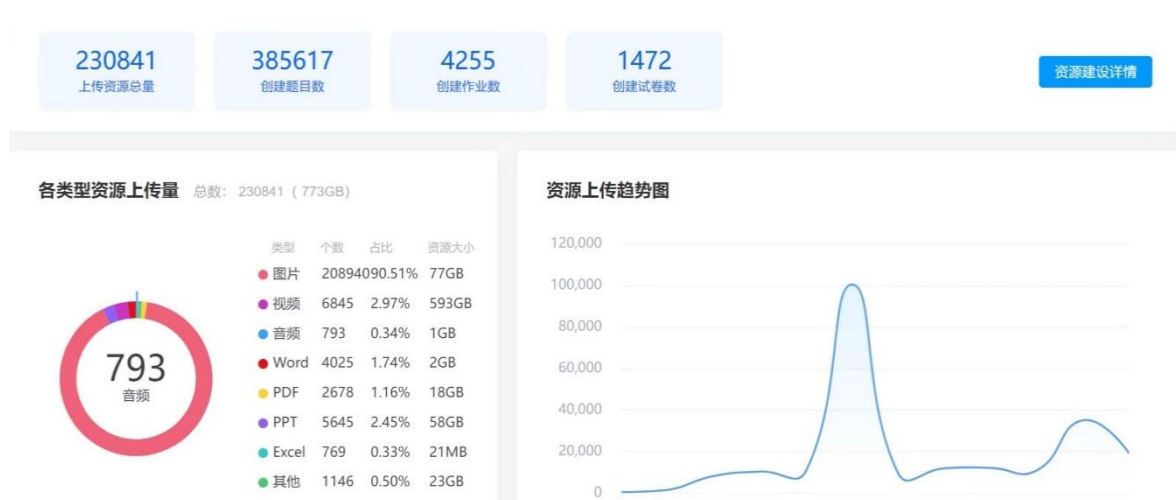 230841 385617 4255 1472
上传资源总量 创建题目数 创建作业数 创建试卷数
资源建设详情
各类型资源上传量 总数: 230841 ( 773GB)
类型 个数 占比 资源大小
图片 20894090.51% 77GB
视频 6845 2.97% 593GB
音频 793 0.34% 1GB
Word 4025 1.74% 2GB
PDF 2678 1.16% 18GB
PPT 5645 2.45% 58GB
Excel 769 0.33% 21MB
其他 1146 0.50% 23GB
793
音频
资源上传趋势图
120,000
100,000
80,000
60,000
40,000
20,000
0